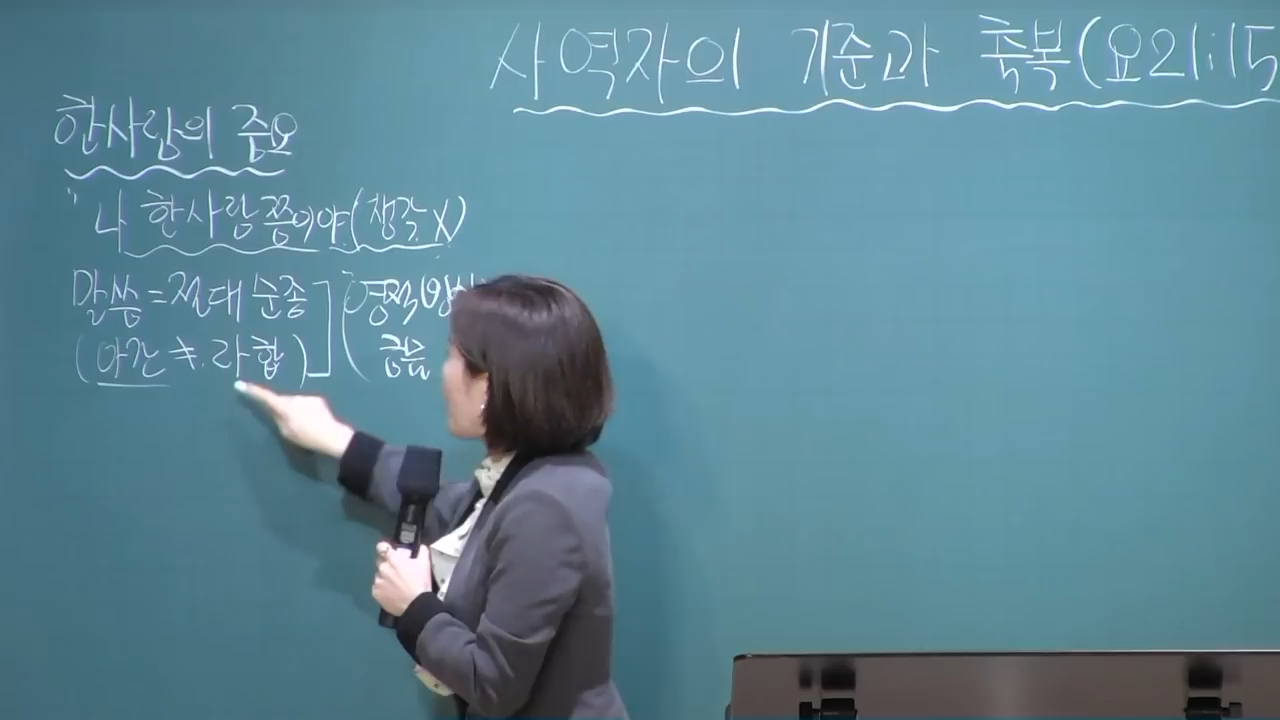 사역자의 기준과 축복(요21:15
한사람의 중요
"나 한사람쯤이야(생각X)
말씀=절대 순종
(영적
(아간 ≠ 라합)